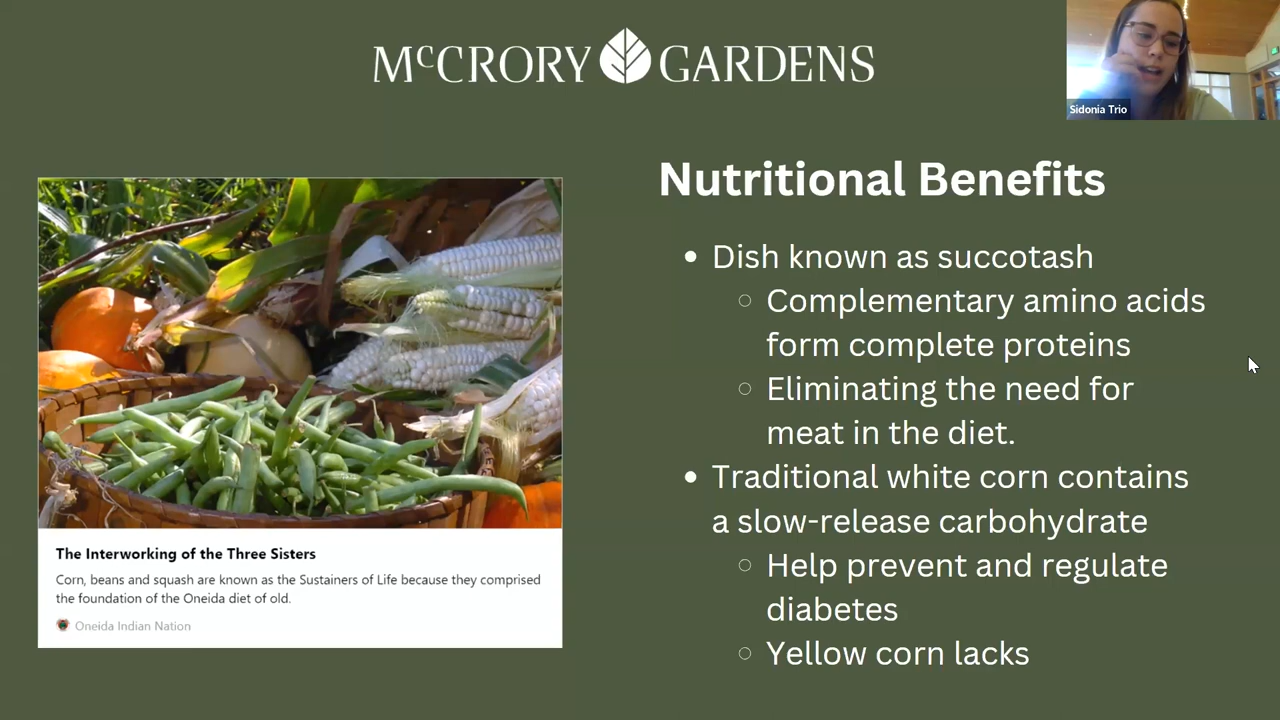 McCRORY GARDENS
Sidonia Trio
Nutritional Benefits
Dish known as succotash
Complementary amino acids
form complete proteins
Eliminating the need for
meat in the diet.
Traditional white corn contains
a slow-release carbohydrate
Help prevent and regulate
diabetes
Yellow corn lacks
The Interworking of the Three Sisters
Corn, beans and squash are known as the Sustainers of Life because they comprised
the foundation of the Oneida diet of old.
Oneida Indian Nation